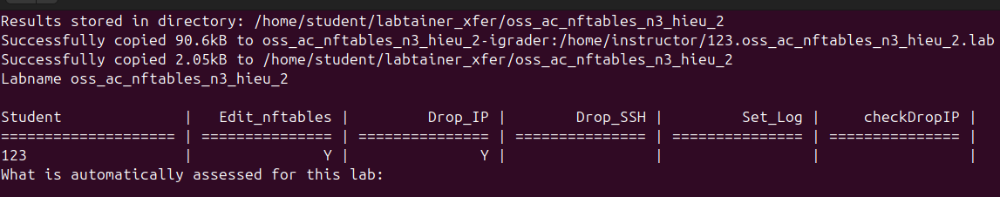 Results stored in directory: /home/student/labtainer_xfer/oss_ac_nftables_n3_hieu_2
Successfully copied 90.6kB to oss_ac_nftables_n3_hieu_2-igrader:/home/instructor/123.oss_ac_nftables_n3_hieu_2.lab
Successfully copied 2.05kB to /home/student/labtainer_xfer/oss_ac_nftables_n3_hieu_2
Labname oss_ac_nftables_n3_hieu_2
Student | Edit_nftables | Drop_IP | Drop_SSH | Set_Log | checkDropIP |
==================== | =============== | =============== | =============== | =============== | =============== |
123 | Y | Y | | | |
What is automatically assessed for this lab: